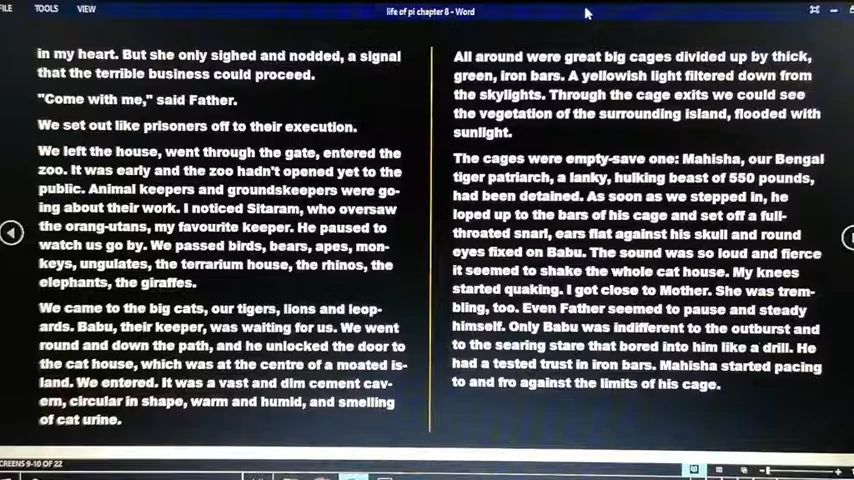 FILE TOOLS VIEW
life of pi chapter 8 - Word
in my heart. But she only sighed and nodded, a signal
that the terrible business could proceed.
"Come with me," said Father.
We set out like prisoners off to their execution.
We left the house, went through the gate, entered the
zoo. It was early and the zoo hadn't opened yet to the
public. Animal keepers and groundskeepers were go-
ing about their work. I noticed Sitaram, who oversaw
the orang-utans, my favourite keeper. He paused to
watch us go by. We passed birds, bears, apes, mon-
keys, ungulates, the terrarium house, the rhinos, the
elephants, the giraffes.
We came to the big cats, our tigers, lions and leop-
ards. Babu, their keeper, was waiting for us. We went
round and down the path, and he unlocked the door to
the cat house, which was at the centre of a moated is-
land. We entered. It was a vast and dim cement cav-
ern, circular in shape, warm and humid, and smelling
of cat urine.
All around were great big cages divided up by thick,
green, iron bars. A yellowish light filtered down from
the skylights. Through the cage exits we could see
the vegetation of the surrounding island, flooded with
sunlight.
The cages were empty-save one: Mahisha, our Bengal
tiger patriarch, a lanky, hulking beast of 550 pounds,
had been detained. As soon as we stepped in, he
loped up to the bars of his cage and set off a full-
throated snarl, ears flat against his skull and round
eyes fixed on Babu. The sound was so loud and fierce
it seemed to shake the whole cat house. My knees
started quaking. I got close to Mother. She was trem-
bling, too. Even Father seemed to pause and steady
himself. Only Babu was indifferent to the outburst and
to the searing stare that bored into him like a drill. He
had a tested trust in iron bars. Mahisha started pacing
to and fro against the limits of his cage.
SCREENS 9-10 OF 22